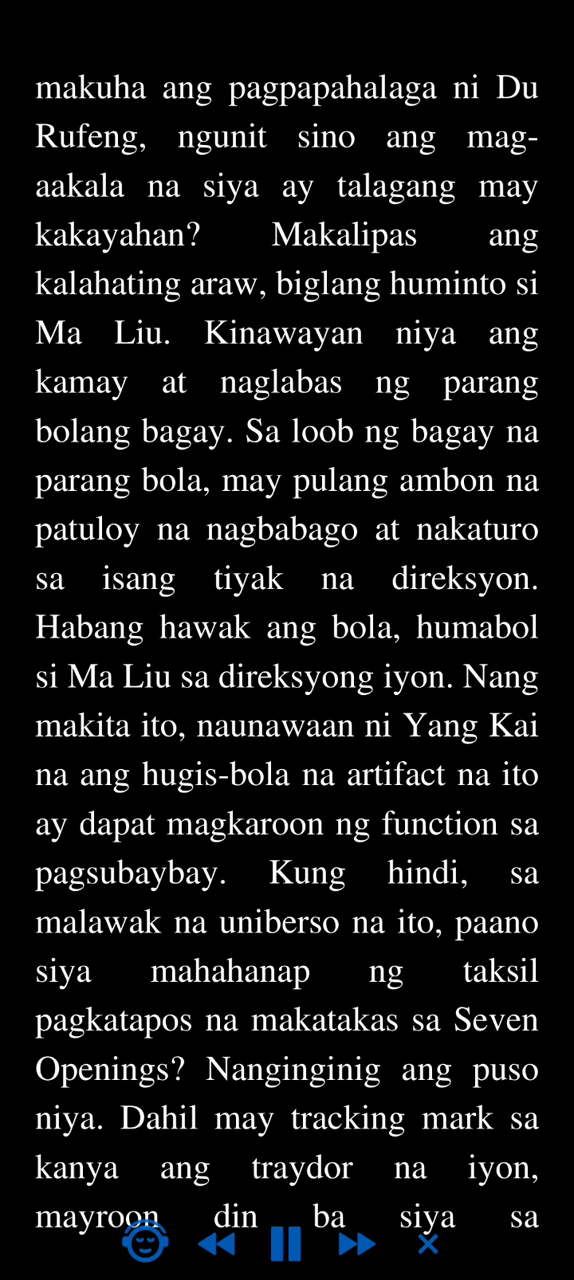 makuha ang pagpapahalaga ni Du
Rufeng, ngunit sino ang mag-
aakala na siya ay talagang may
kakayahan? Makalipas ang
kalahating araw, biglang huminto si
Ma Liu. Kinawayan niya ang
kamay at naglabas ng parang
bolang bagay. Sa loob ng bagay na
parang bola, may pulang ambon na
patuloy na nagbabago at nakaturo
sa isang tiyak na direksyon.
Habang hawak ang bola, humabol
si Ma Liu sa direksyong iyon. Nang
makita ito, naunawaan ni Yang Kai
na ang hugis-bola na artifact na ito
ay dapat magkaroon ng function sa
pagsubaybay. Kung hindi, sa
malawak na uniberso na ito, paano
siya mahahanap ng taksil
pagkatapos na makatakas sa Seven
Openings? Nanginginig ang puso
niya. Dahil may tracking mark sa
kanya ang traydor na iyon,
mayroon din ba siya sa